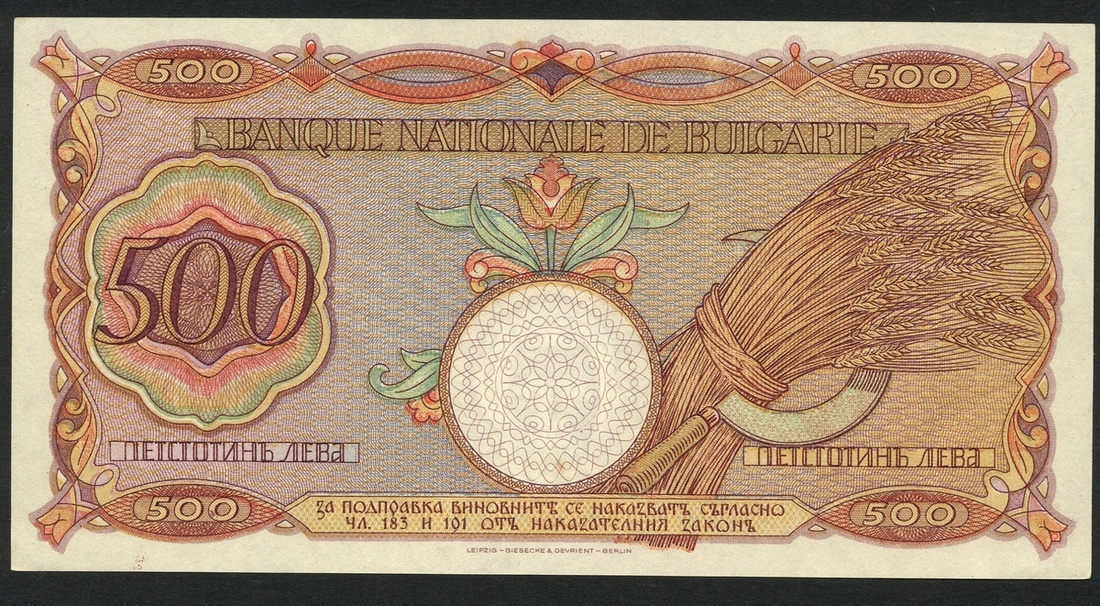 500
500
BANQUE NATIONALE DE BULGARIE
500
ПЕТСТОТИНЪ ЛЕВА
ПЕТСТОТИНЪ ЛЕВА
500
ЗА ПОДПРАВКА ВИНОВНИТѢ СЕ НАКАЗВАТЪ СЪГЛАСНО
ЧЛ. 183 И 191 ОТЪ НАКАЗАТЕЛНИЯ ЗАКОНЪ
500
LEIPZIG – GIESECKE & DEVRIENT – BERLIN